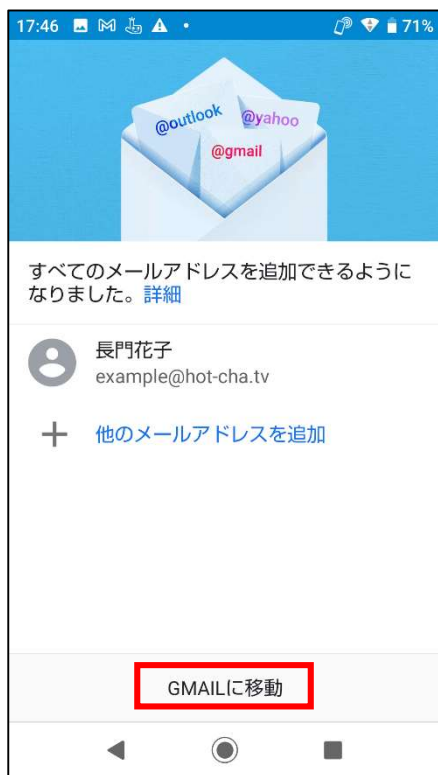 17:46
71%
@outlook
@yahoo
@gmail
すべてのメールアドレスを追加できるように
なりました。詳細
長門花子
example@hot-cha.tv
他のメールアドレスを追加
GMAILに移動